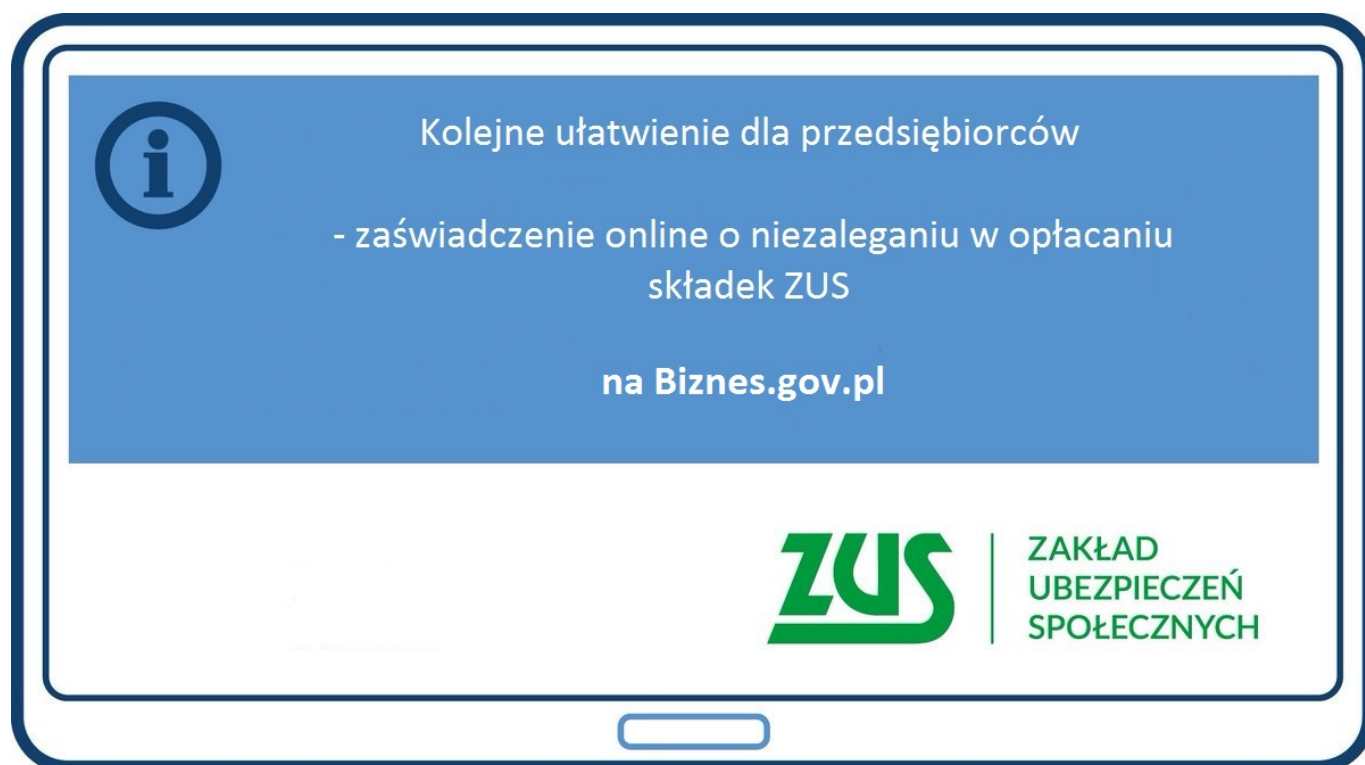 Kolejne ułatwienie dla przedsiębiorców
- zaświadczenie online o niezaleganiu w opłacaniu
składek ZUS
na Biznes.gov.pl
ZUS
ZAKŁAD
UBEZPIECZEŃ
SPOŁECZNYCH